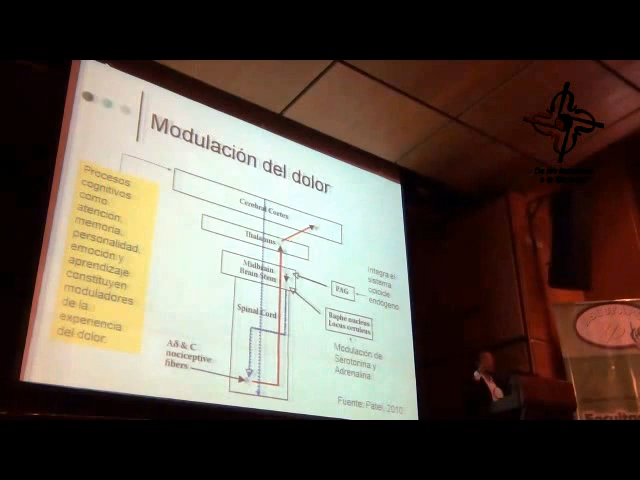 Modulación del dolor
Procesos
cognitivos
como
atención,
memoria,
personalidad,
emoción y
aprendizaje
constituyen
moduladores
de la
experiencia
del dolor.
Cerebral Cortex
Thalamus
Midbrain
Brain Stem
Spinal Cord
Aδ & C
nociceptive
fibers
PAG
Integra el
sistema
opioide
endógeno
Raphe nucleus
Locus ceruleus
Modulación de
Serotonina y
Adrenalina
Fuente: Patel, 2010